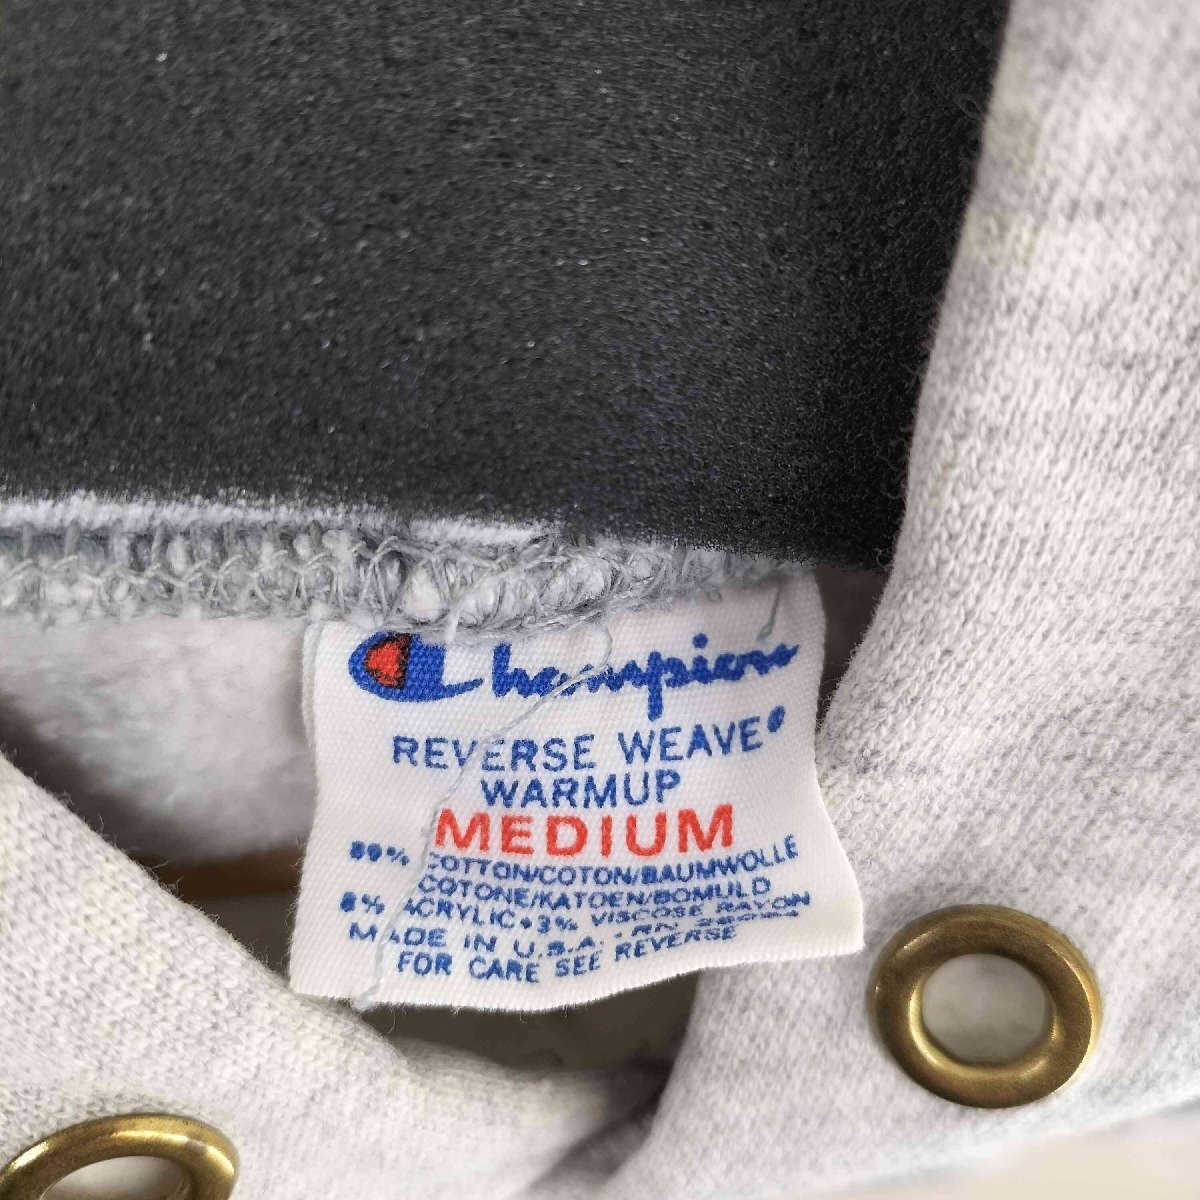 Champion
REVERSE WEAVE®
WARMUP
MEDIUM
89% COTTON/COTON/BAUMWOLLE
COTONE/KATOEN/BOMULD
8% ACRYLIC•3% VISCOSE RAYON
MADE IN U.S.A. • RN
FOR CARE SEE REVERSE